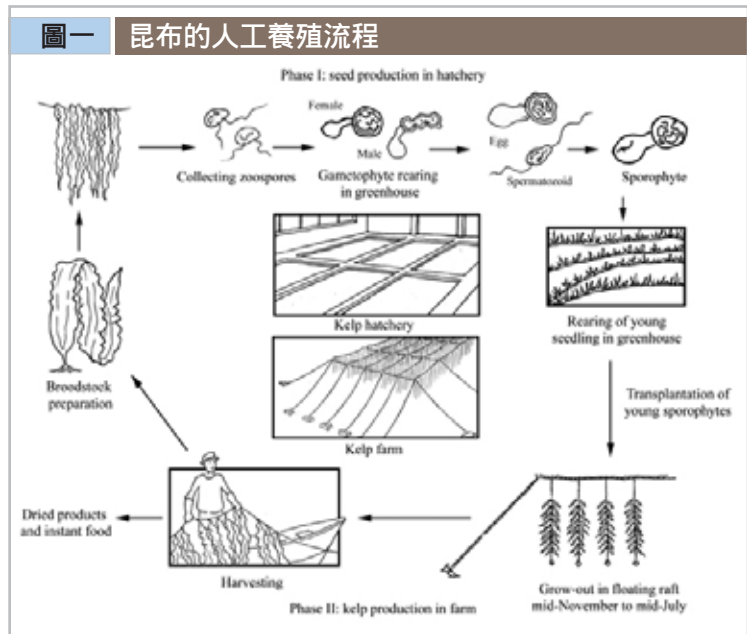 圖一 昆布的人工養殖流程
Phase I: seed production in hatchery
Collecting zoospores
Female
Male
Gametophyte rearing
in greenhouse
Egg
Spermatozoid
Sporophyte
Kelp hatchery
Rearing of young
seedling in greenhouse
Kelp farm
Broodstock
preparation
Transplantation of
young sporophytes
Dried products
and instant food
Harvesting
Grow-out in floating raft
mid-November to mid-July
Phase II: kelp production in farm